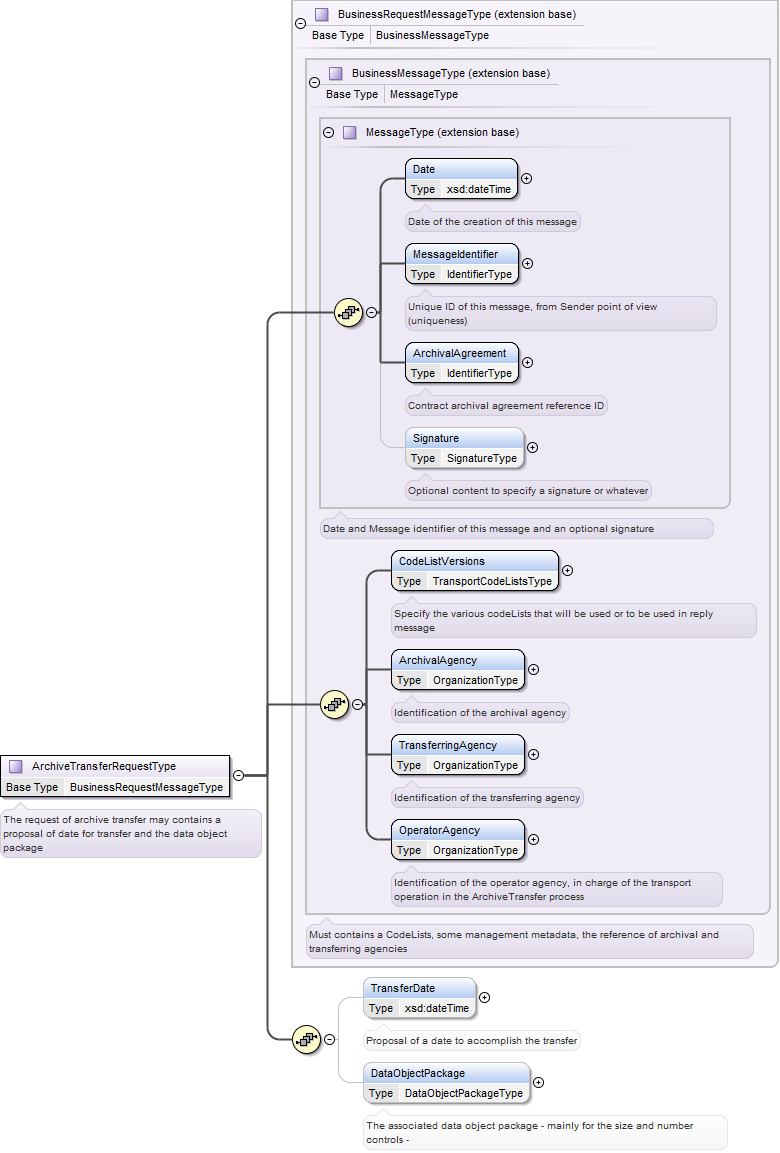 BusinessRequestMessageType (extension base)
Base Type BusinessMessageType
BusinessMessageType (extension base)
Base Type MessageType
MessageType (extension base)
Date
Type xsd:dateTime
Date of the creation of this message
MessageIdentifier
Type IdentifierType
Unique ID of this message, from Sender point of view
(uniqueness)
ArchivalAgreement
Type IdentifierType
Contract archival agreement reference ID
Signature
Type SignatureType
Optional content to specify a signature or whatever
Date and Message identifier of this message and an optional signature
CodeListVersions
Type TransportCodeListsType
Specify the various codeLists that will be used or to be used in reply
message
ArchivalAgency
Type OrganizationType
Identification of the archival agency
TransferringAgency
Type OrganizationType
Identification of the transferring agency
OperatorAgency
Type OrganizationType
Identification of the operator agency, in charge of the transport
operation in the ArchiveTransfer process
Must contains a CodeLists, some management metadata, the reference of archival and
transferring agencies
ArchiveTransferRequestType
Base Type BusinessRequestMessageType
The request of archive transfer may contains a
proposal of date for transfer and the data object
package
TransferDate
Type xsd:dateTime
Proposal of a date to accomplish the transfer
DataObjectPackage
Type DataObjectPackageType
The associated data object package - mainly for the size and number
controls -